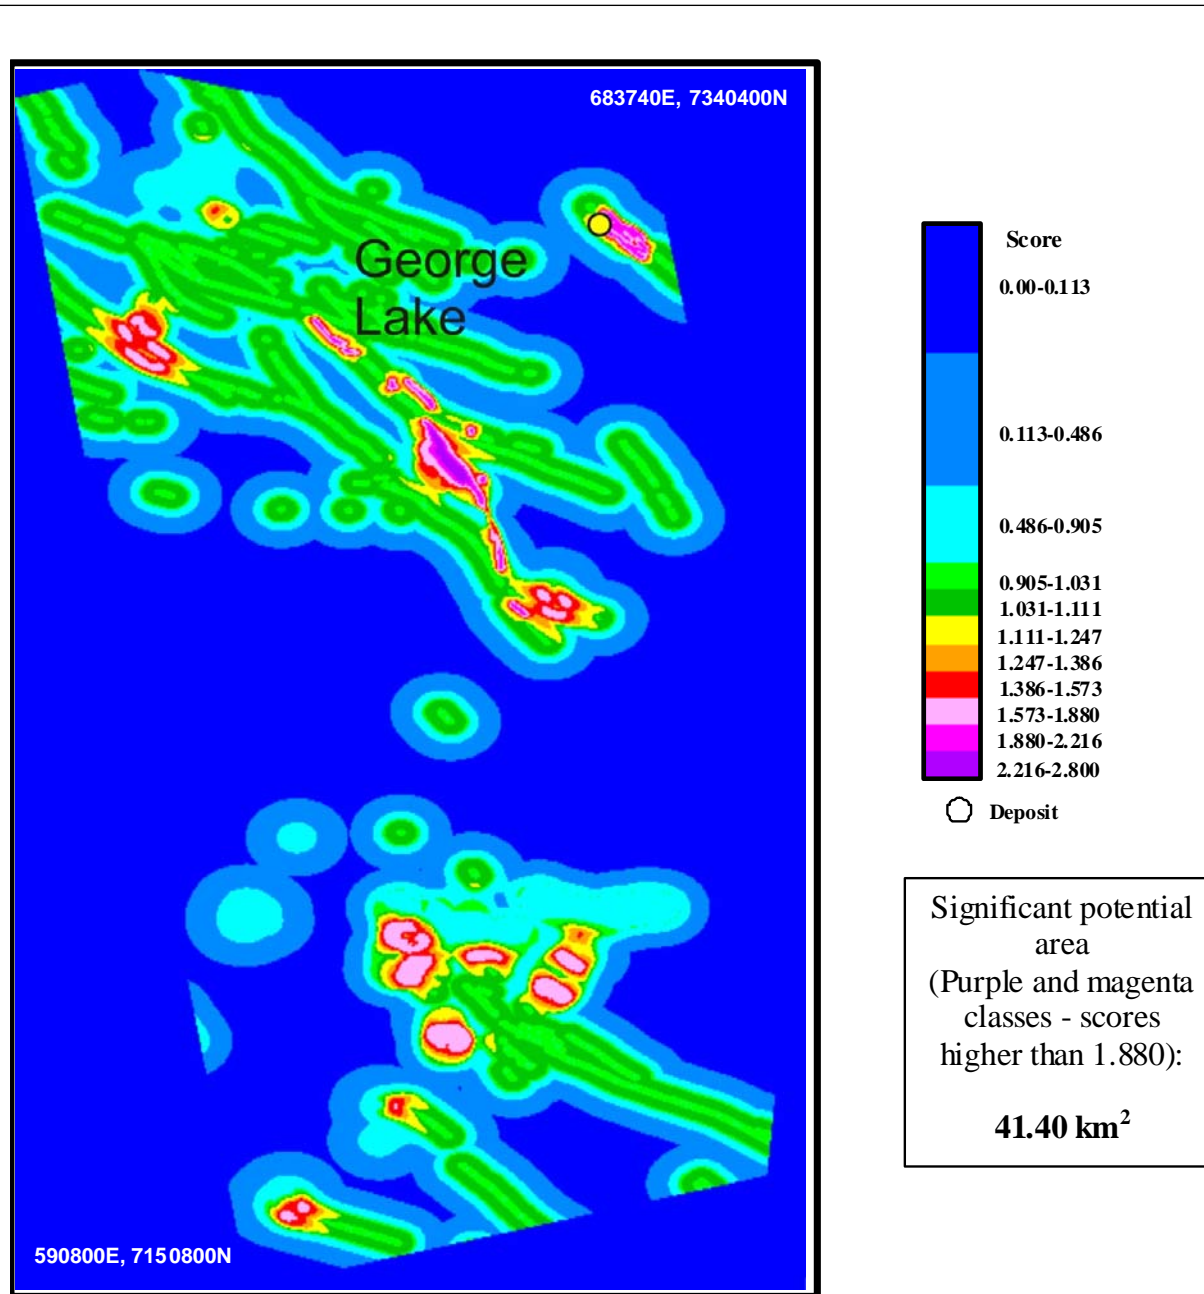 683740E, 7340400N
George
Lake
590800E, 7150800N
Score
0.00-0.113
0.113-0.486
0.486-0.905
0.905-1.031
1.031-1.111
1.111-1.247
1.247-1.386
1.386-1.573
1.573-1.880
1.880-2.216
2.216-2.800
Deposit
Significant potential
area
(Purple and magenta
classes - scores
higher than 1.880):
41.40 km²